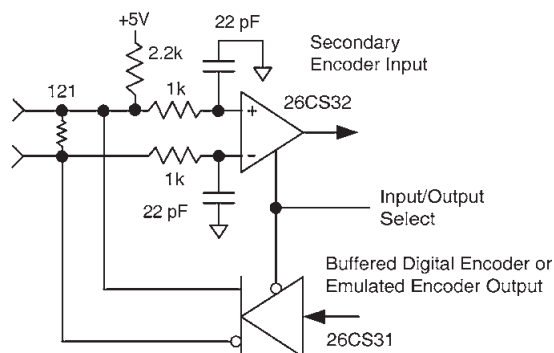 +5V
22 pF
2.2k
Secondary
Encoder Input
121
1k
26CS32
+
−
1k
22 pF
Input/Output
Select
Buffered Digital Encoder or
Emulated Encoder Output
26CS31